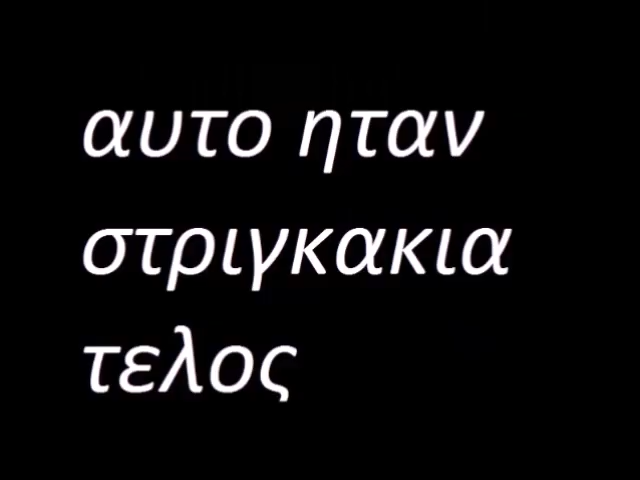 αυτο ηταν
στριγκακια
τελος